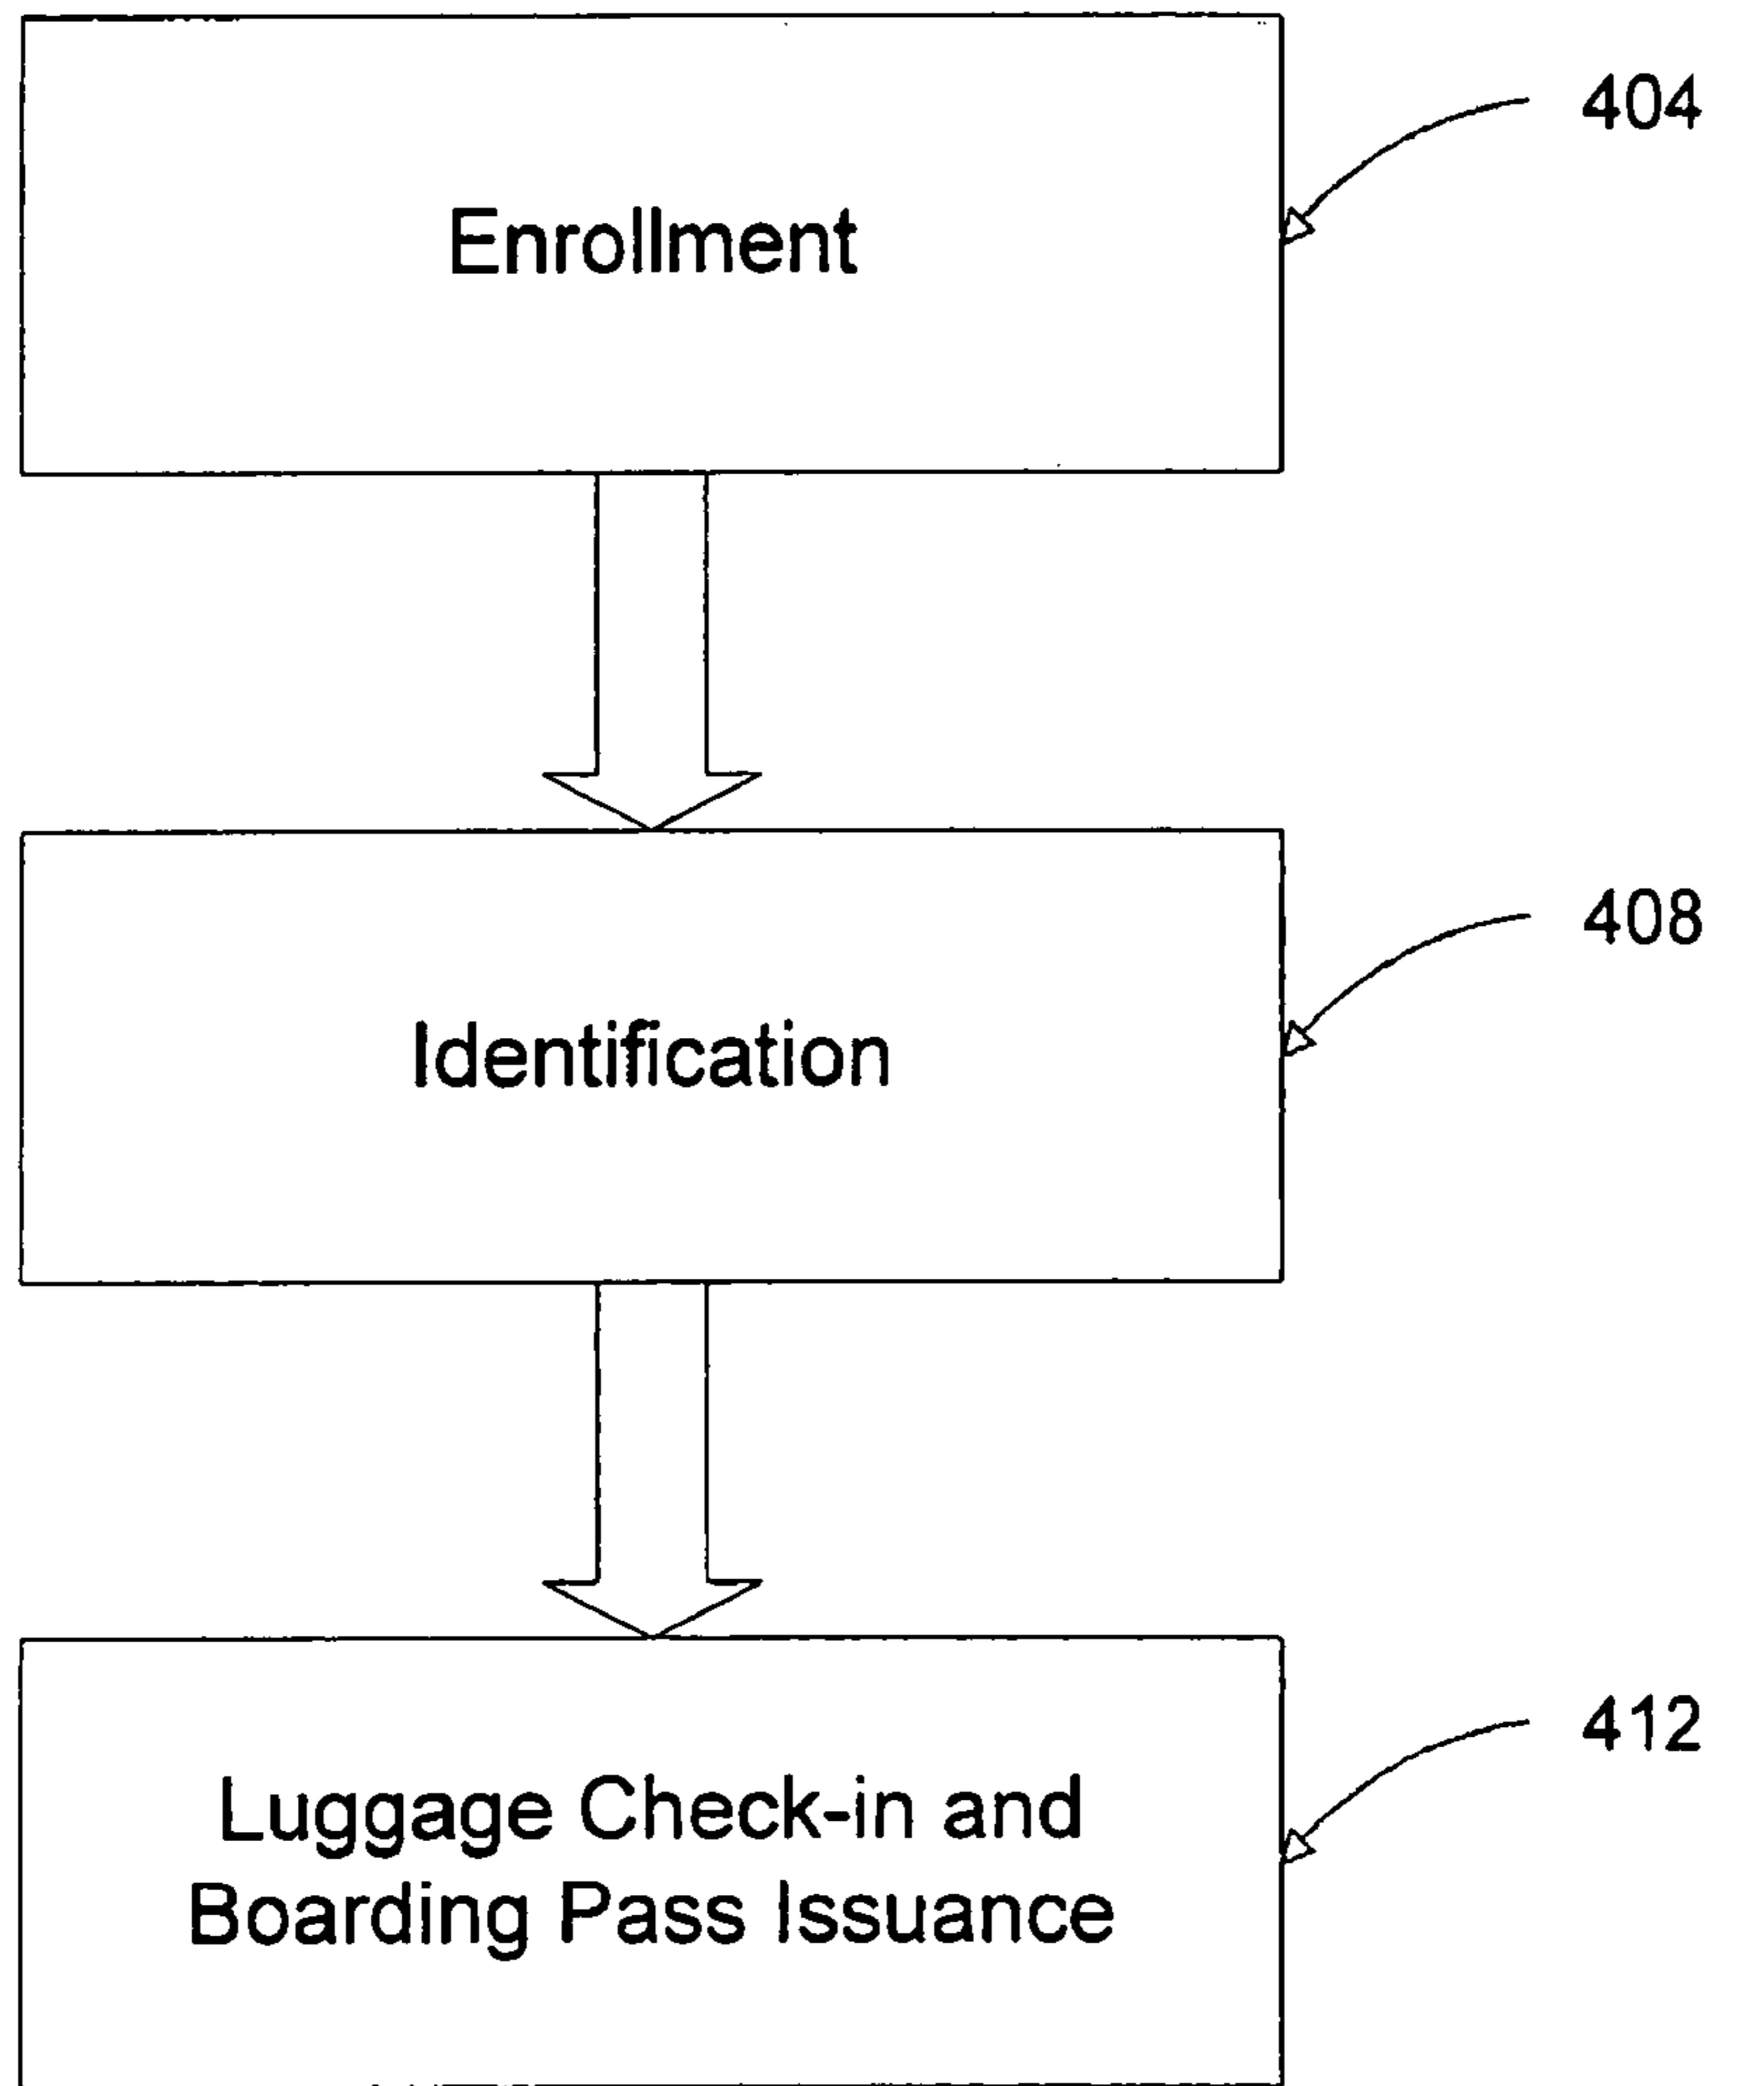 404
Enrollment
408
Identification
412
Luggage Check-in and
Boarding Pass Issuance